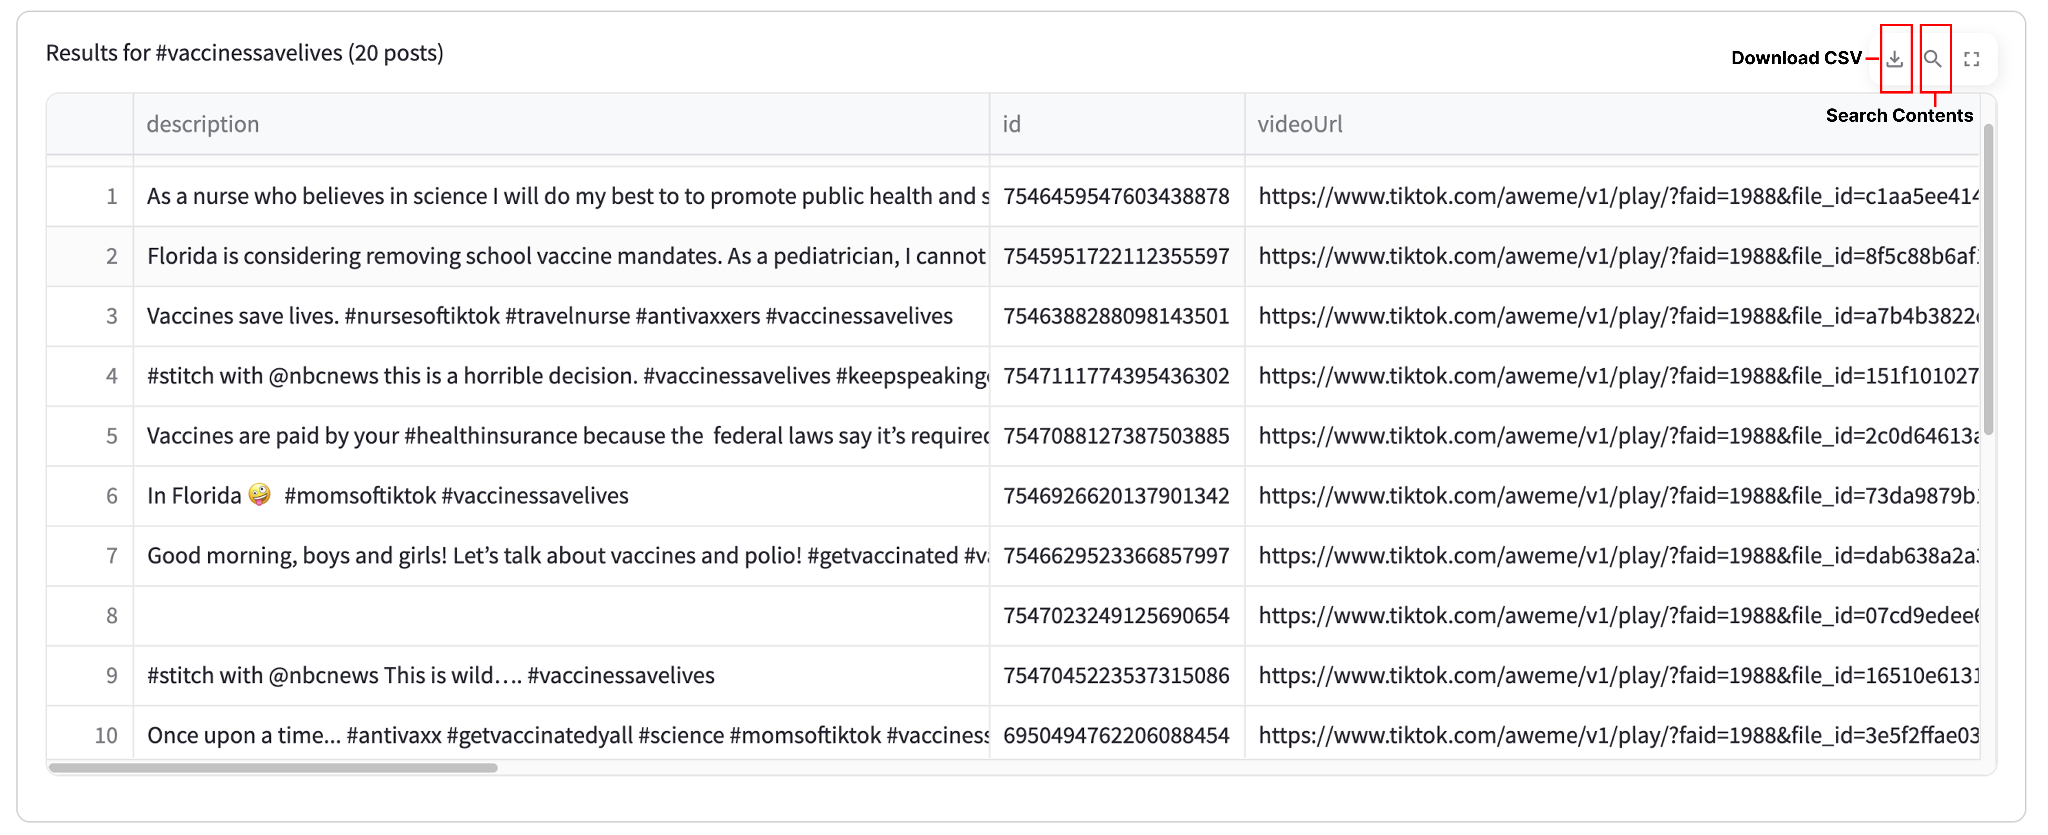 Results for #vaccinessavelives (20 posts)
Download CSV
Search Contents
description id videoUrl
1 As a nurse who believes in science I will do my best to to promote public health and s 7546459547603438878 https://www.tiktok.com/aweme/v1/play/?faid=1988&file_id=c1aa5ee414
2 Florida is considering removing school vaccine mandates. As a pediatrician, I cannot 7545951722112355597 https://www.tiktok.com/aweme/v1/play/?faid=1988&file_id=8f5c88b6af
3 Vaccines save lives. #nursesoftiktok #travelnurse #antivaxxers #vaccinessavelives 7546388288098143501 https://www.tiktok.com/aweme/v1/play/?faid=1988&file_id=a7b4b3822
4 #stitch with @nbcnews this is a horrible decision. #vaccinessavelives #keepspeaking 7547111774395436302 https://www.tiktok.com/aweme/v1/play/?faid=1988&file_id=151f101027
5 Vaccines are paid by your #healthinsurance because the federal laws say it’s required 7547088127387503885 https://www.tiktok.com/aweme/v1/play/?faid=1988&file_id=2c0d64613a
6 In Florida 🤪 #momsoftiktok #vaccinessavelives 7546926620137901342 https://www.tiktok.com/aweme/v1/play/?faid=1988&file_id=73da9879b
7 Good morning, boys and girls! Let’s talk about vaccines and polio! #getvaccinated #va 7546629523366857997 https://www.tiktok.com/aweme/v1/play/?faid=1988&file_id=dab638a2a
8 7547023249125690654 https://www.tiktok.com/aweme/v1/play/?faid=1988&file_id=07cd9edee
9 #stitch with @nbcnews This is wild…. #vaccinessavelives 7547045223537315086 https://www.tiktok.com/aweme/v1/play/?faid=1988&file_id=16510e6131
10 Once upon a time... #antivaxx #getvaccinatedyall #science #momsoftiktok #vacciness 6950494762206088454 https://www.tiktok.com/aweme/v1/play/?faid=1988&file_id=3e5f2ffae03